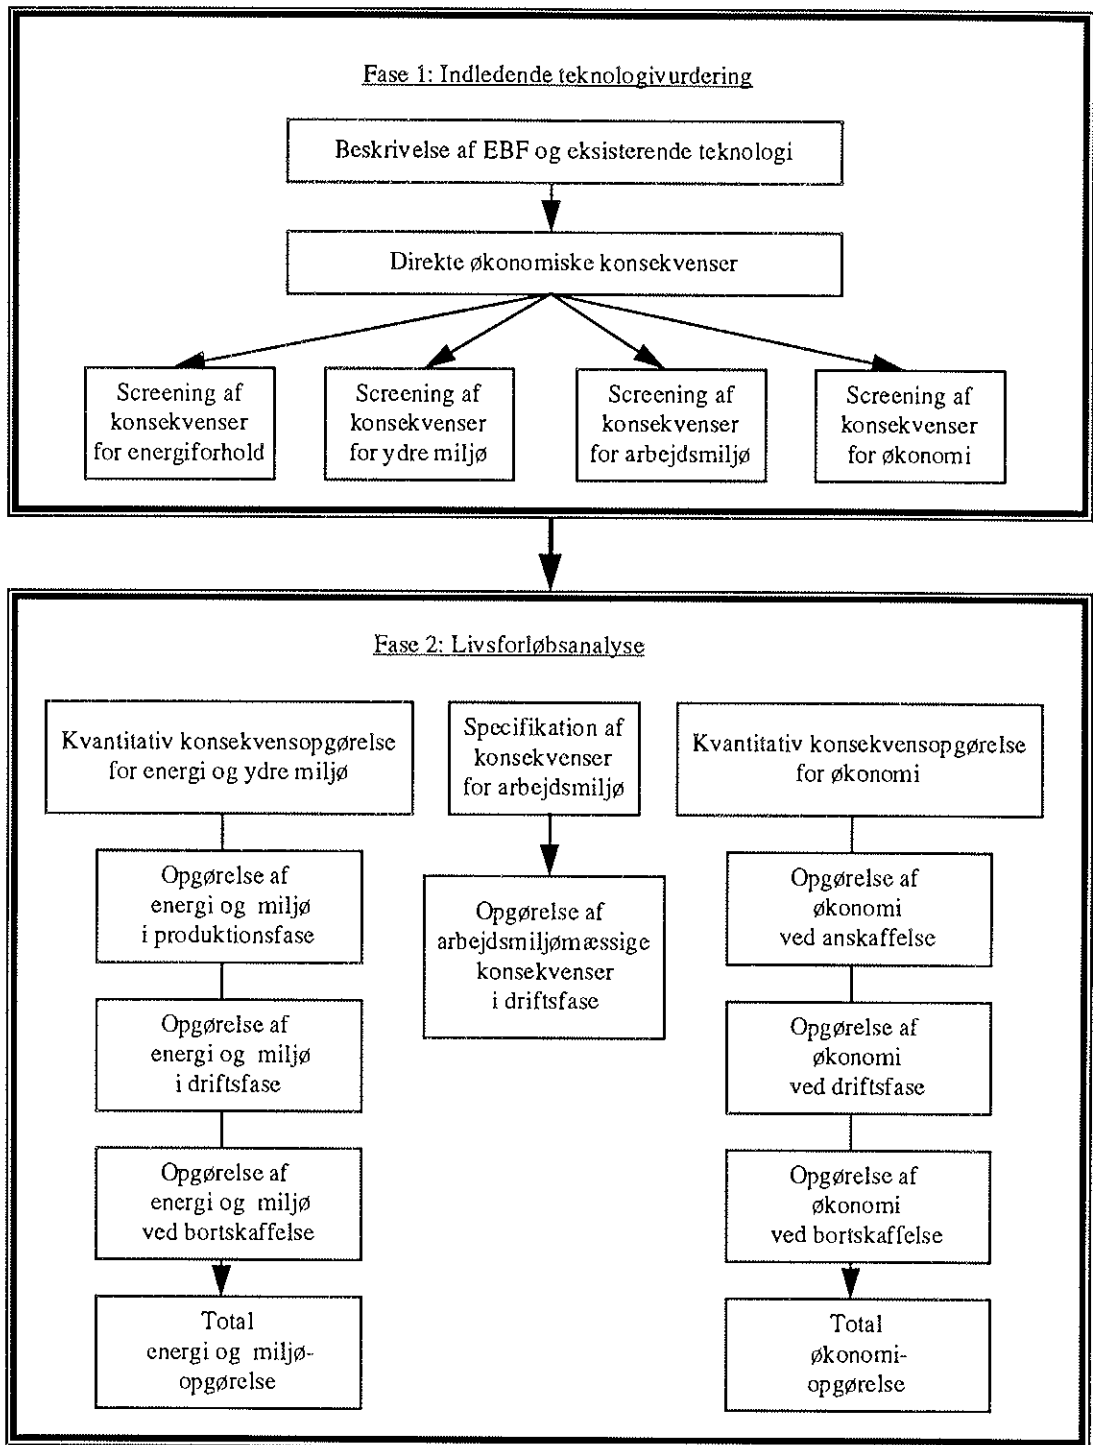 Fase 1: Indledende teknologivurdering
Beskrivelse af EBF og eksisterende teknologi
Direkte økonomiske konsekvenser
Screening af
konsekvenser
for energiforhold
Screening af
konsekvenser
for ydre miljø
Screening af
konsekvenser
for arbejdsmiljø
Screening af
konsekvenser
for økonomi
Fase 2: Livsforløbsanalyse
Kvantitativ konsekvensopgørelse
for energi og ydre miljø
Opgørelse af
energi og miljø
i produktionsfase
Opgørelse af
energi og miljø
i driftsfase
Opgørelse af
energi og miljø
ved bortskaffelse
Total
energi og miljø-
opgørelse
Specifikation af
konsekvenser
for arbejdsmiljø
Opgørelse af
arbejdsmiljømæssige
konsekvenser
i driftsfase
Kvantitativ konsekvensopgørelse
for økonomi
Opgørelse af
økonomi
ved anskaffelse
Opgørelse af
økonomi
ved driftsfase
Opgørelse af
økonomi
ved bortskaffelse
Total
økonomi-
opgørelse